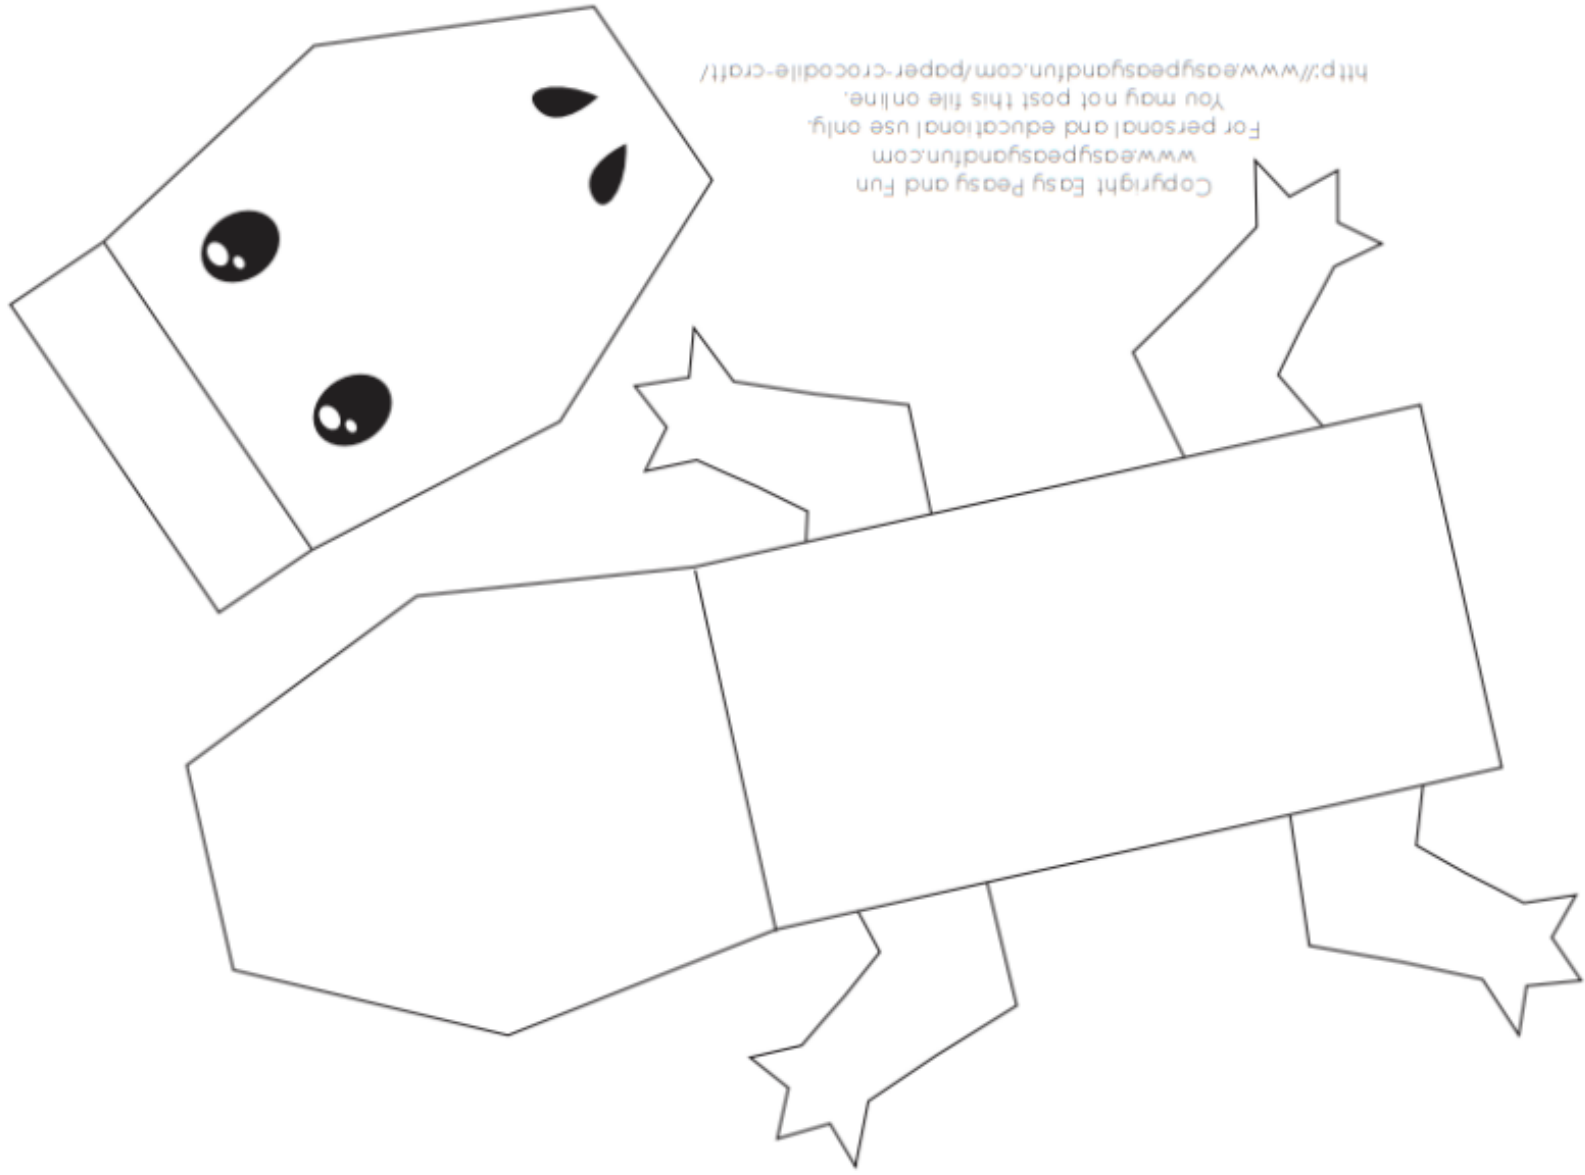 Copyright Easy Peasy and Fun
www.easypeasyandfun.com
For personal and educational use only.
You may not post this file online.
http://www.easypeasyandfun.com/paper-crocodile-craft/